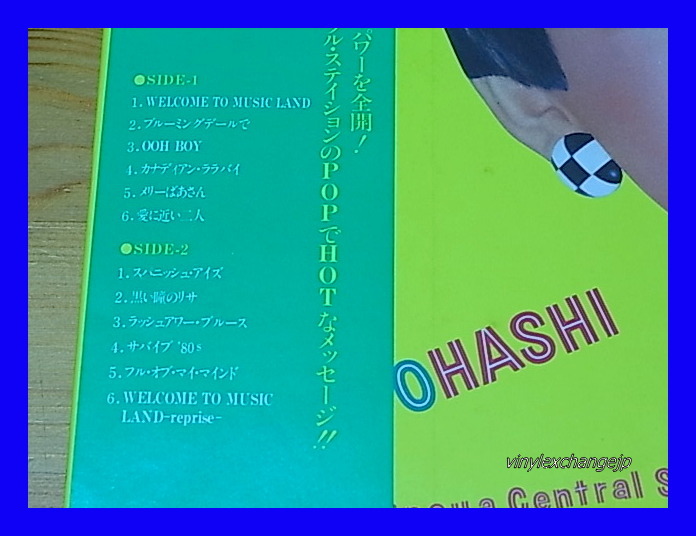 ●SIDE-1
1. WELCOME TO MUSIC LAND
2. ブルーミングデールで
3. OOH BOY
4. カナディアン・ララバイ
5. メリーばあさん
6. 愛に近い二人
●SIDE-2
1. スパニッシュ・アイズ
2. 黒い瞳のリサ
3. ラッシュアワー・ブルース
4. サバイブ '80s
5. フル・オブ・マイ・マインド
6. WELCOME TO MUSIC
LAND-reprise-
パワーを全開!
ル・ステイションのPOPでHOTなメッセージ!!
OHASHI
Central S
vinylexchangejp